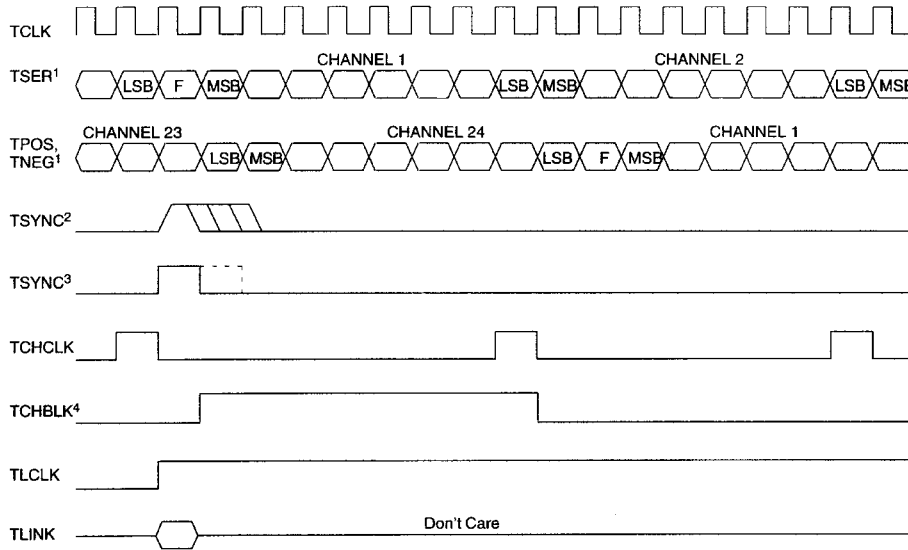 TCLK
CHANNEL 1 CHANNEL 2
TSER¹ LSB F MSB LSB MSB LSB MSB
CHANNEL 23 CHANNEL 24 CHANNEL 1
TPOS,
TNEG¹ LSB MSB LSB F MSB
TSYNC²
TSYNC³
TCHCLK
TCHBLK⁴
TLCLK
TLINK Don't Care